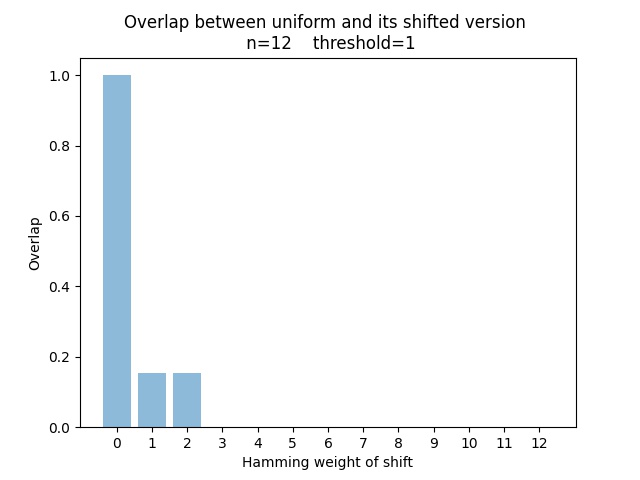 Overlap between uniform and its shifted version
n=12    threshold=1
1.0
0.8
0.6
0.4
0.2
0.0
Overlap
0 1 2 3 4 5 6 7 8 9 10 11 12
Hamming weight of shift